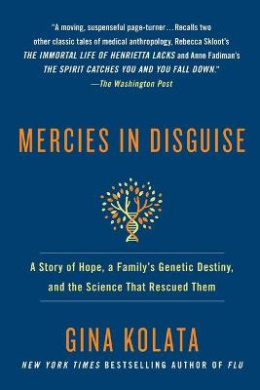 "A moving, suspenseful page-turner...Recalls two
other classic tales of medical anthropology, Rebecca Skloot's
THE IMMORTAL LIFE OF HENRIETTA LACKS and Anne Fadiman's
THE SPIRIT CATCHES YOU AND YOU FALL DOWN."
—The Washington Post
MERCIES IN DISGUISE
A Story of Hope, a Family's Genetic Destiny,
and the Science That Rescued Them
GINA KOLATA
NEW YORK TIMES BESTSELLING AUTHOR OF FLU